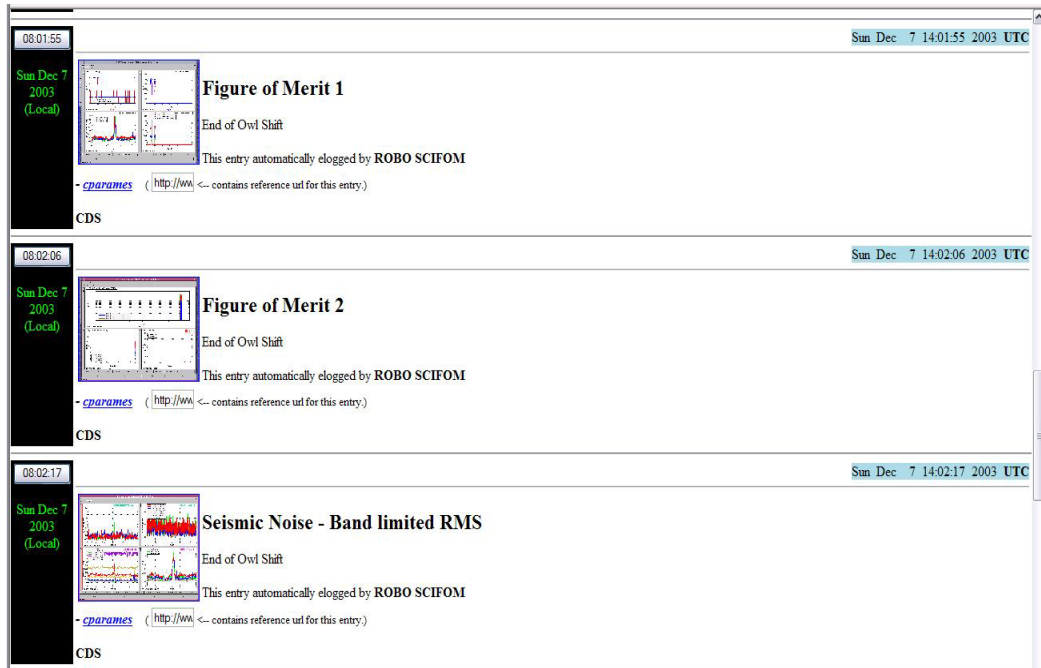 08:01:55
Sun Dec 7 14:01:55 2003 UTC
Sun Dec 7
2003
(Local)
Figure of Merit 1
End of Owl Shift
This entry automatically elogged by ROBO SCIFOM
- cparames ( http://ww <-- contains reference url for this entry.)
CDS
08:02:06
Sun Dec 7 14:02:06 2003 UTC
Sun Dec 7
2003
(Local)
Figure of Merit 2
End of Owl Shift
This entry automatically elogged by ROBO SCIFOM
- cparames ( http://ww <-- contains reference url for this entry.)
CDS
08:02:17
Sun Dec 7 14:02:17 2003 UTC
Sun Dec 7
2003
(Local)
Seismic Noise - Band limited RMS
End of Owl Shift
This entry automatically elogged by ROBO SCIFOM
- cparames ( http://ww <-- contains reference url for this entry.)
CDS